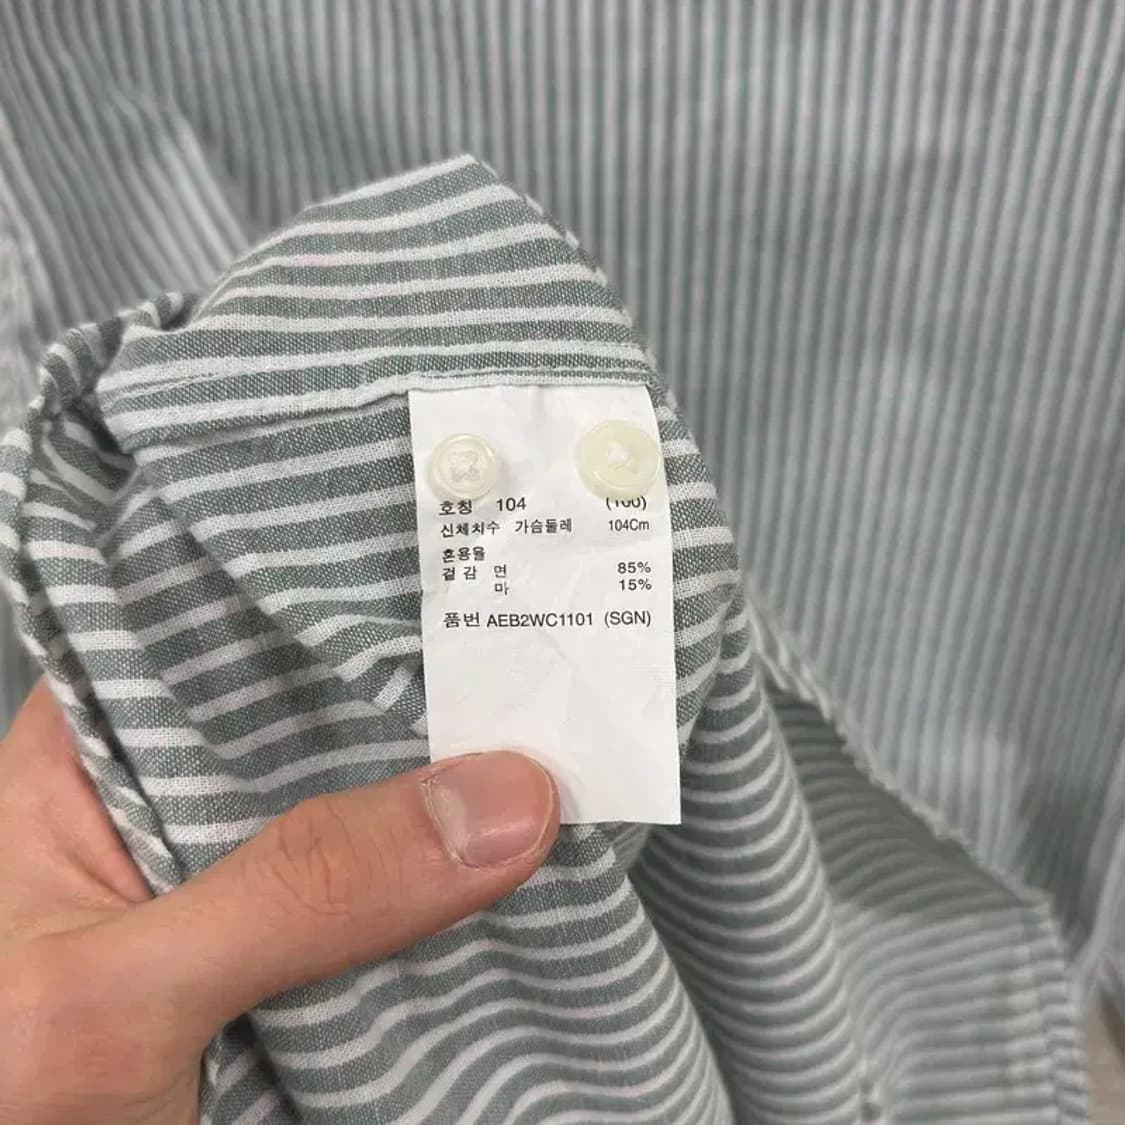 호칭 104 (100)
신체치수 가슴둘레 104Cm
혼용율
겉감 면 85%
마 15%
품번 AEB2WC1101 (SGN)